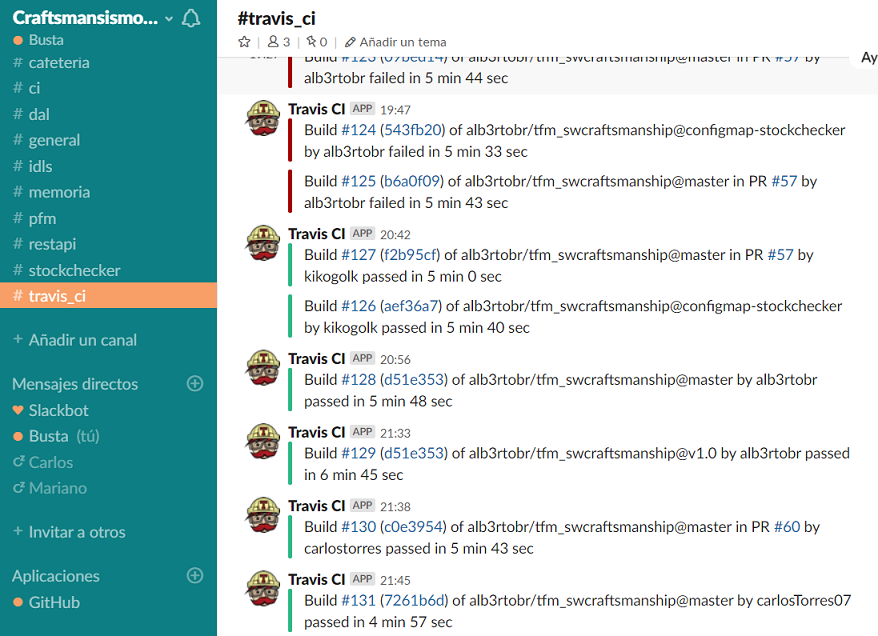 Craftsmansismo...
Busta
# cafeteria
# ci
# dal
# general
# idls
# memoria
# pfm
# restapi
# stockchecker
# travis_ci
+ Añadir un canal
Mensajes directos
Slackbot
Busta (tú)
Carlos
Mariano
+ Invitar a otros
Aplicaciones
GitHub
#travis_ci
3 | 0 | Añadir un tema
Ay
Build #123 (09bed14) of alb3rtobr/tfm_swcraftsmanship@master in PR #57 by
alb3rtobr failed in 5 min 44 sec
Travis CI APP 19:47
Build #124 (543fb20) of alb3rtobr/tfm_swcraftsmanship@configmap-stockchecker
by alb3rtobr failed in 5 min 33 sec
Build #125 (b6a0f09) of alb3rtobr/tfm_swcraftsmanship@master in PR #57 by
alb3rtobr failed in 5 min 43 sec
Travis CI APP 20:42
Build #127 (f2b95cf) of alb3rtobr/tfm_swcraftsmanship@master in PR #57 by
kikogolk passed in 5 min 0 sec
Build #126 (aef36a7) of alb3rtobr/tfm_swcraftsmanship@configmap-stockchecker
by kikogolk passed in 5 min 40 sec
Travis CI APP 20:56
Build #128 (d51e353) of alb3rtobr/tfm_swcraftsmanship@master by alb3rtobr
passed in 5 min 48 sec
Travis CI APP 21:33
Build #129 (d51e353) of alb3rtobr/tfm_swcraftsmanship@v1.0 by alb3rtobr passed
in 6 min 45 sec
Travis CI APP 21:38
Build #130 (c0e3954) of alb3rtobr/tfm_swcraftsmanship@master in PR #60 by
carlostorres passed in 5 min 43 sec
Travis CI APP 21:45
Build #131 (7261b6d) of alb3rtobr/tfm_swcraftsmanship@master by carlosTorres07
passed in 4 min 57 sec